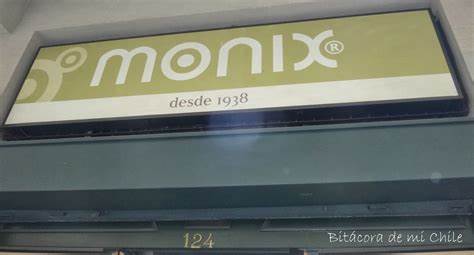 monix®
desde 1938
124
Bitácora de mi Chile